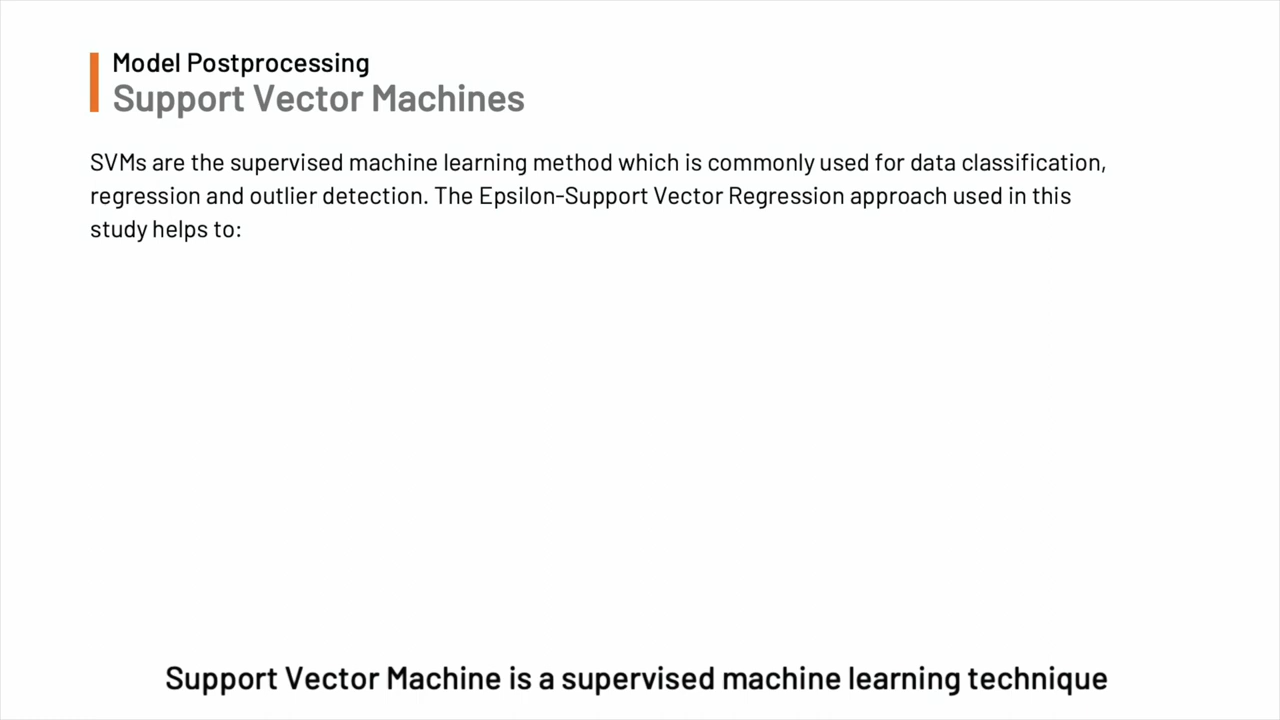 Model Postprocessing
Support Vector Machines
SVMs are the supervised machine learning method which is commonly used for data classification,
regression and outlier detection. The Epsilon-Support Vector Regression approach used in this
study helps to:
Support Vector Machine is a supervised machine learning technique